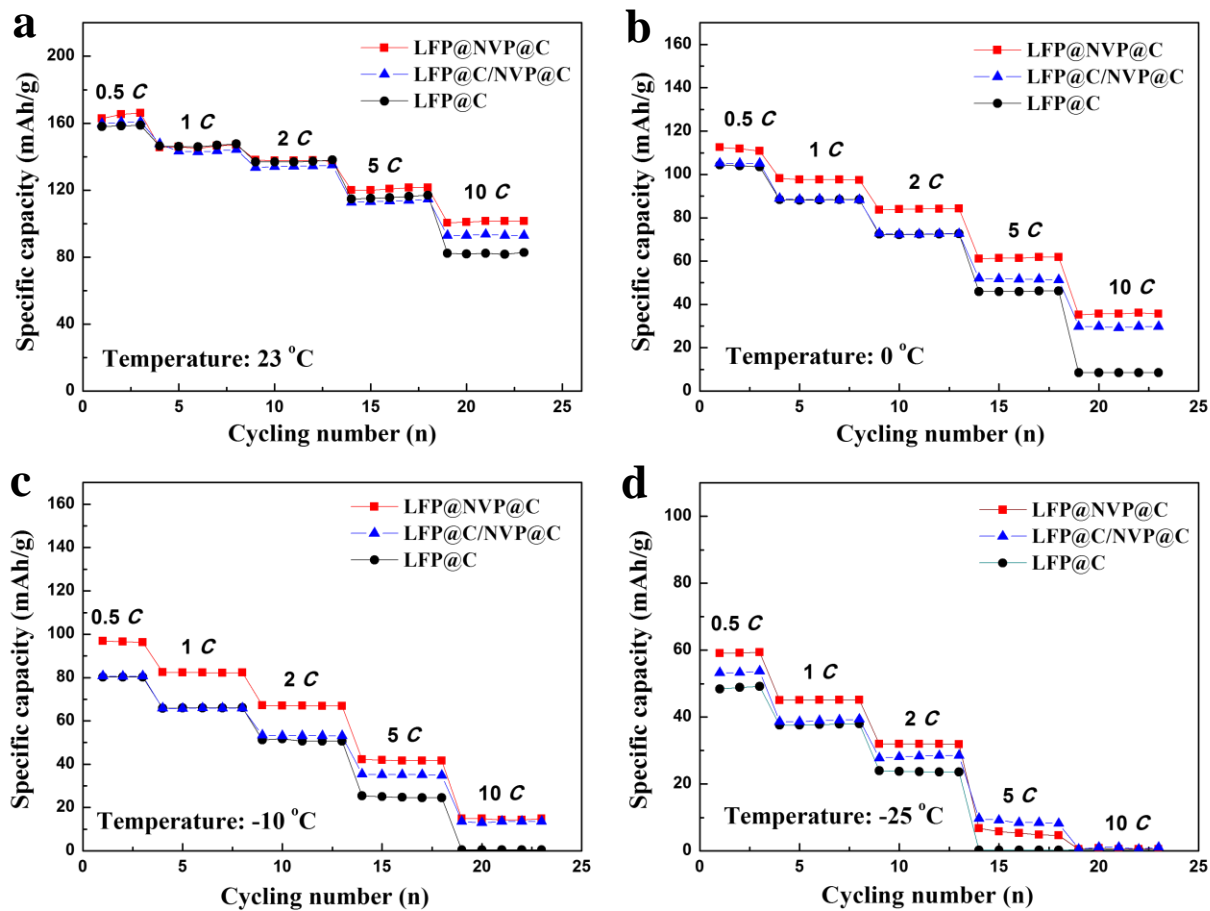 a
220
200
160
120
80
40
0
0
5
10
15
20
25
Specific capacity (mAh/g)
Cycling number (n)
LFP@NVP@C
LFP@C/NVP@C
LFP@C
0.5 C
1 C
2 C
5 C
10 C
Temperature: 23 °C
b
160
140
120
100
80
60
40
20
0
0
5
10
15
20
25
Specific capacity (mAh/g)
Cycling number (n)
LFP@NVP@C
LFP@C/NVP@C
LFP@C
0.5 C
1 C
2 C
5 C
10 C
Temperature: 0 °C
c
160
140
120
100
80
60
40
20
0
0
5
10
15
20
25
Specific capacity (mAh/g)
Cycling number (n)
LFP@NVP@C
LFP@C/NVP@C
LFP@C
0.5 C
1 C
2 C
5 C
10 C
Temperature: -10 °C
d
100
80
60
40
20
0
0
5
10
15
20
25
Specific capacity (mAh/g)
Cycling number (n)
LFP@NVP@C
LFP@C/NVP@C
LFP@C
0.5 C
1 C
2 C
5 C
10 C
Temperature: -25 °C